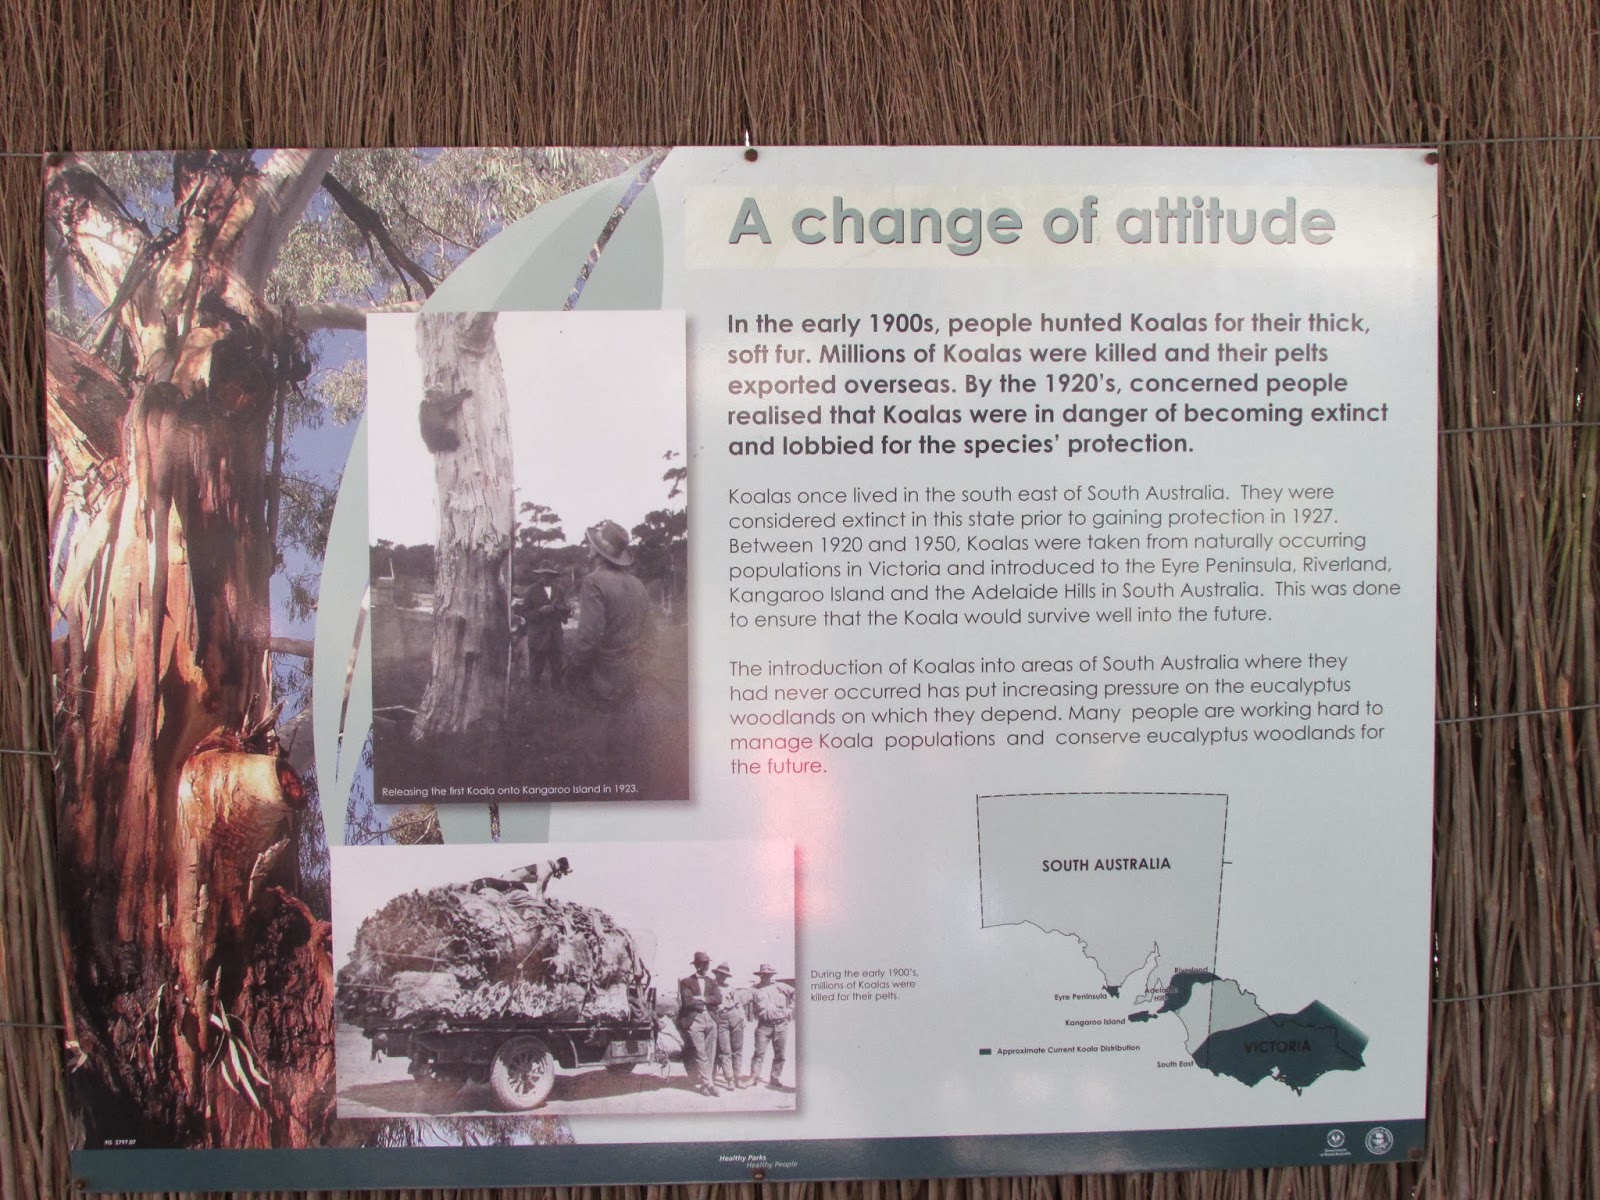 A change of attitude
In the early 1900s, people hunted Koalas for their thick,
soft fur. Millions of Koalas were killed and their pelts
exported overseas. By the 1920's, concerned people
realised that Koalas were in danger of becoming extinct
and lobbied for the species' protection.
Koalas once lived in the south east of South Australia. They were
considered extinct in this state prior to gaining protection in 1927.
Between 1920 and 1950, Koalas were taken from naturally occurring
populations in Victoria and introduced to the Eyre Peninsula, Riverland,
Kangaroo Island and the Adelaide Hills in South Australia. This was done
to ensure that the Koala would survive well into the future.
The introduction of Koalas into areas of South Australia where they
had never occurred has put increasing pressure on the eucalyptus
woodlands on which they depend. Many people are working hard to
manage Koala populations and conserve eucalyptus woodlands for
the future.
Releasing the first Koala onto Kangaroo Island in 1923.
During the early 1900's,
millions of Koalas were
killed for their pelts.
SOUTH AUSTRALIA
Riverland
Eyre Peninsula
Adelaide
Hills
Kangaroo Island
Approximate Current Koala Distribution
South East
VICTORIA
FIS 2797.07
Healthy Parks
Healthy People
Government
of South Australia